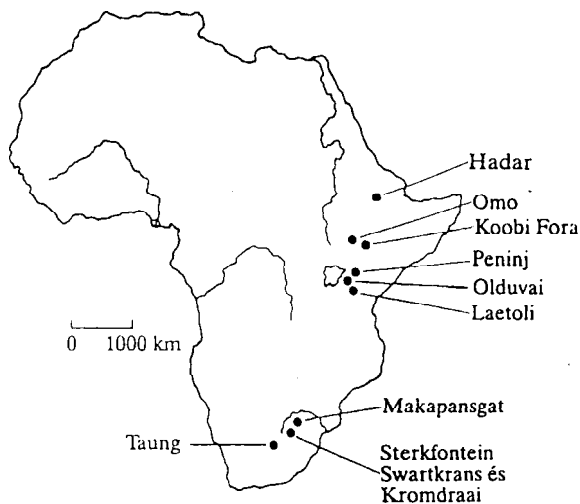 Hadar
Omo
Koobi Fora
Peninj
Olduvai
Laetoli
0 1000 km
Makapansgat
Taung
Sterkfontein
Swartkrans és
Kromdraai